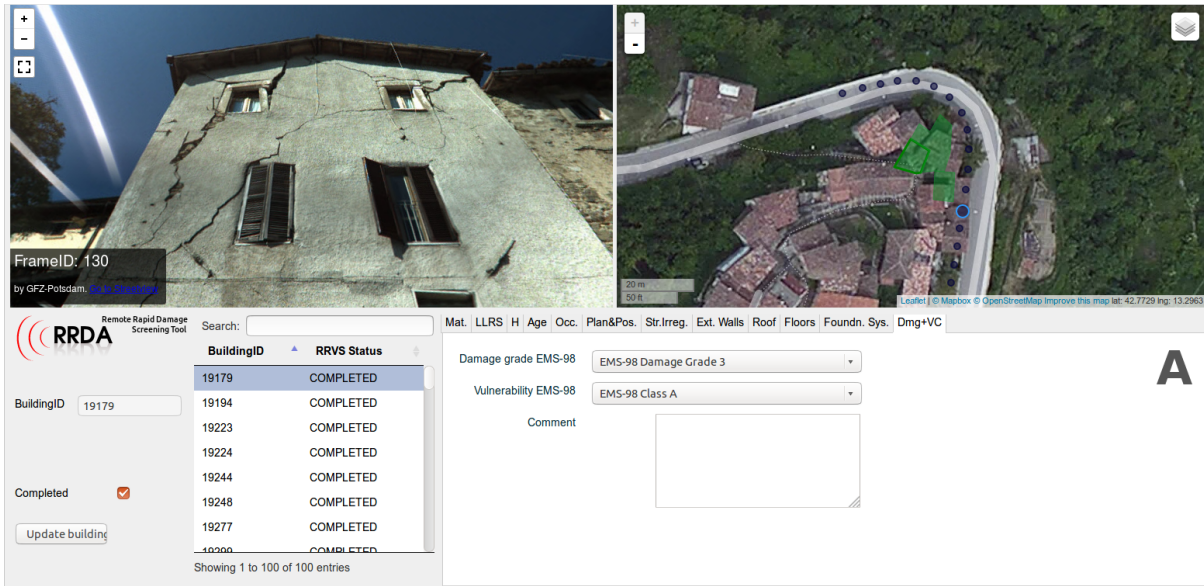 +
-
FrameID: 130
by GFZ-Potsdam.
+
-
20 m
50 ft
Leaflet | © Mapbox © OpenStreetMap Improve this map lat: 42.7729 lng: 13.2963
RRDA
Remote Rapid Damage
Screening Tool
BuildingID 19179
Completed
Update building
Search:
BuildingID RRVS Status
19179 COMPLETED
19194 COMPLETED
19223 COMPLETED
19224 COMPLETED
19244 COMPLETED
19248 COMPLETED
19277 COMPLETED
19299 COMPLETED
Showing 1 to 100 of 100 entries
Mat. LLRS H Age Occ. Plan&Pos. Str.Irreg. Ext. Walls Roof Floors Foundn. Sys. Dmg+VC
Damage grade EMS-98 EMS-98 Damage Grade 3
Vulnerability EMS-98 EMS-98 Class A
Comment
A